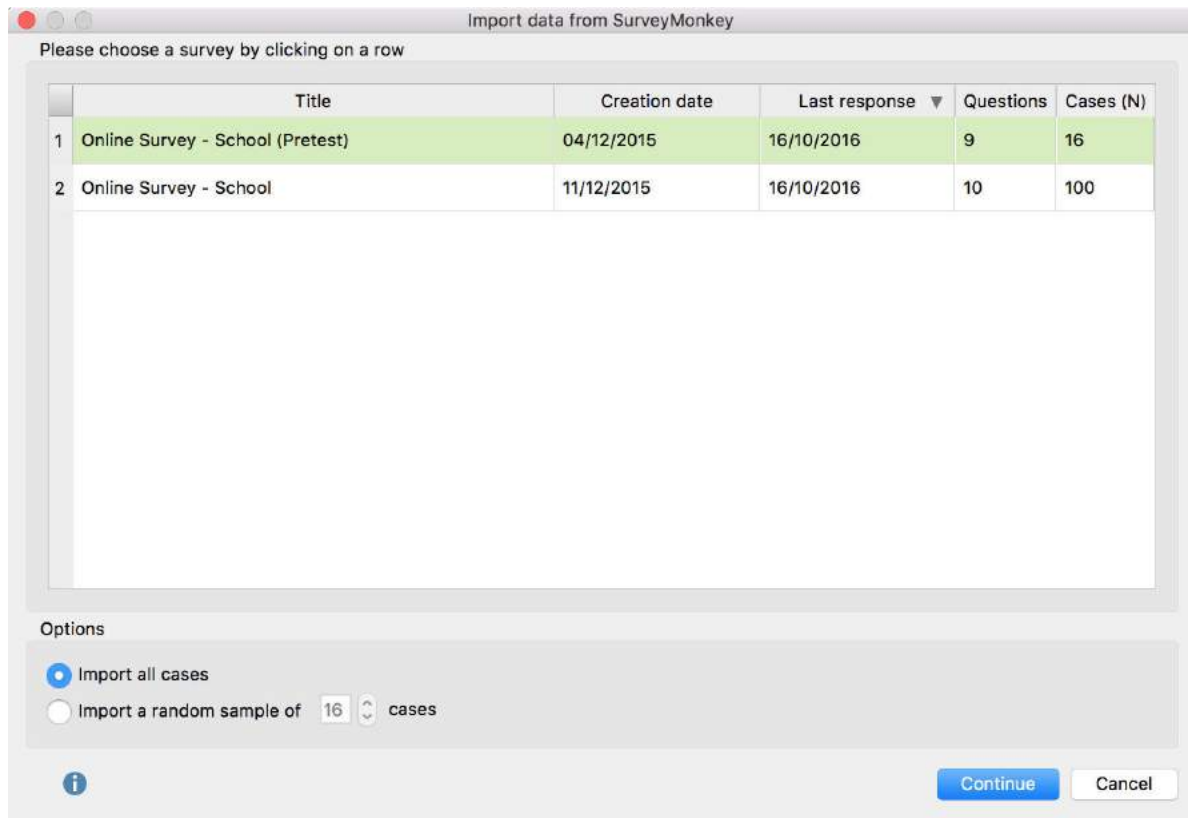 Import data from SurveyMonkey
Please choose a survey by clicking on a row
Title Creation date Last response ▼ Questions Cases (N)
1 Online Survey - School (Pretest) 04/12/2015 16/10/2016 9 16
2 Online Survey - School 11/12/2015 16/10/2016 10 100
Options
Import all cases
Import a random sample of 16 cases
Continue Cancel